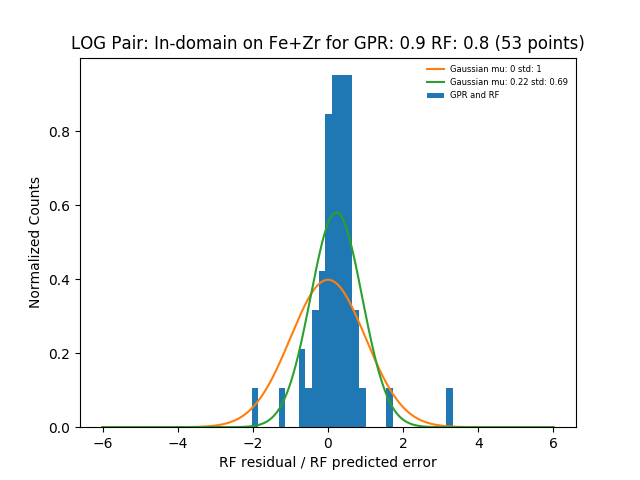 LOG Pair: In-domain on Fe+Zr for GPR: 0.9 RF: 0.8 (53 points)
Gaussian mu: 0 std: 1
Gaussian mu: 0.22 std: 0.69
GPR and RF
Normalized Counts
0.8
0.6
0.4
0.2
0.0
−6 −4 −2 0 2 4 6
RF residual / RF predicted error